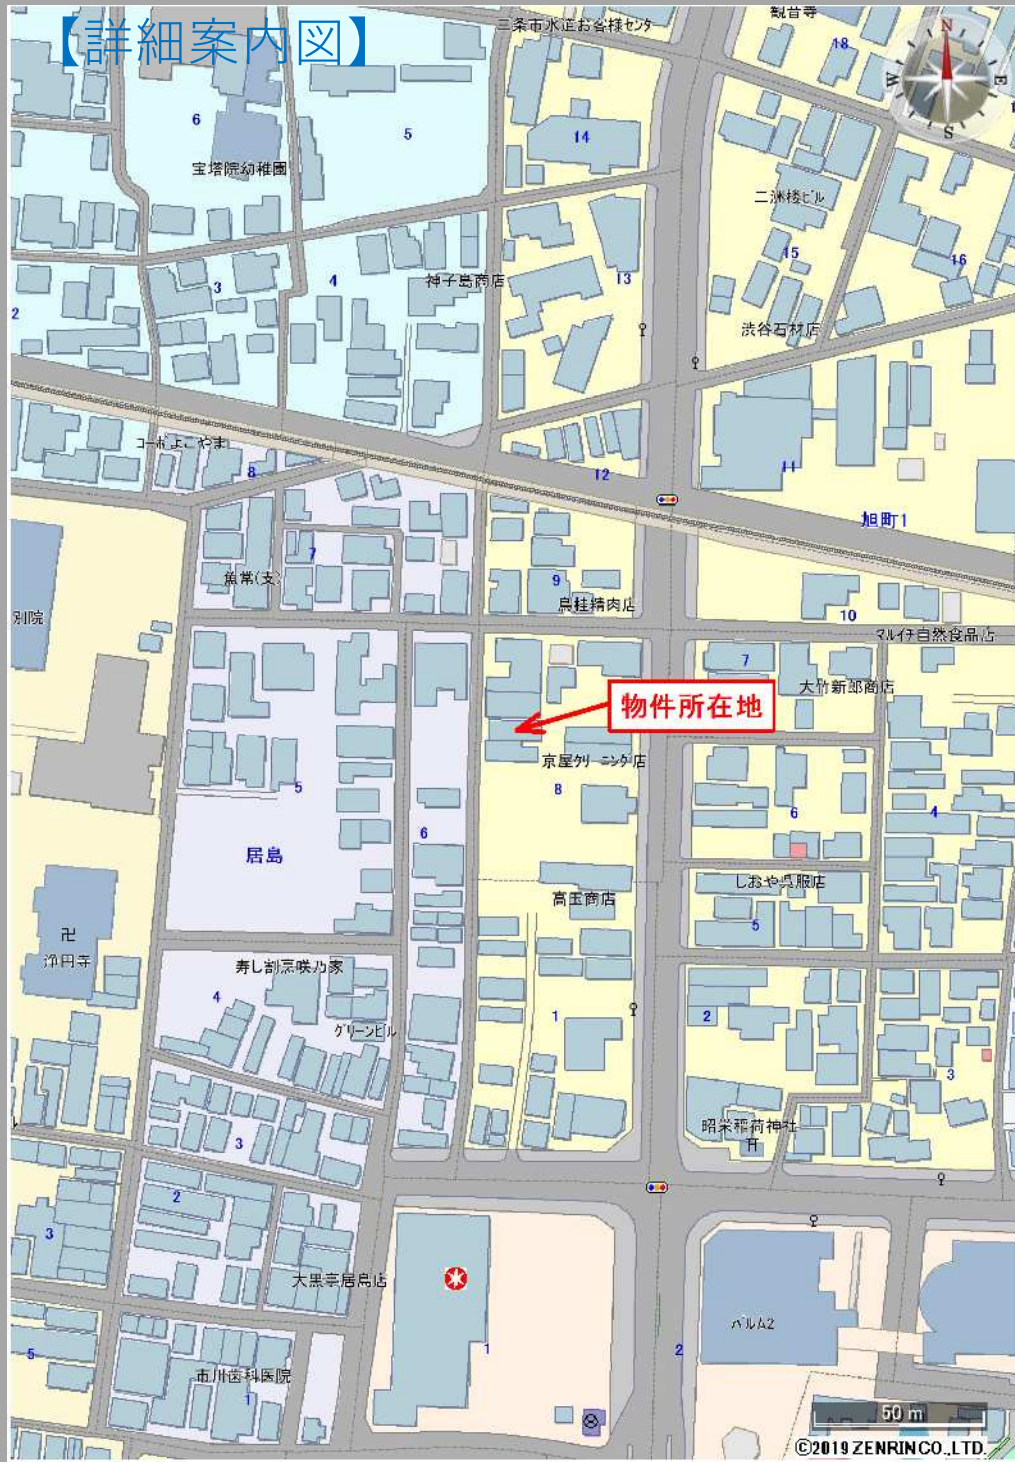 【詳細案内図】
三条市水道お客様センタ
観音寺
18
N
W
E
S
6
5
14
宝塔院幼稚園
二洲楼ビル
15
16
3
4
神子島商店
13
2
渋谷石材店
コーポよこやま
8
12
11
旭町1
7
魚常(支)
9
鳥桂精肉店
10
別院
マルイチ自然食品店
7
大竹新郎商店
物件所在地
京屋クリーニング店
5
8
6
4
6
居島
しおや呉服店
高玉商店
5
卍
浄円寺
寿し割烹咲乃家
4
グリーンビル
1
2
3
昭栄稲荷神社
3
2
3
大黒亭居島店
パルム2
1
2
5
市川歯科医院
1
50 m
©2019 ZENRIN CO.,LTD.